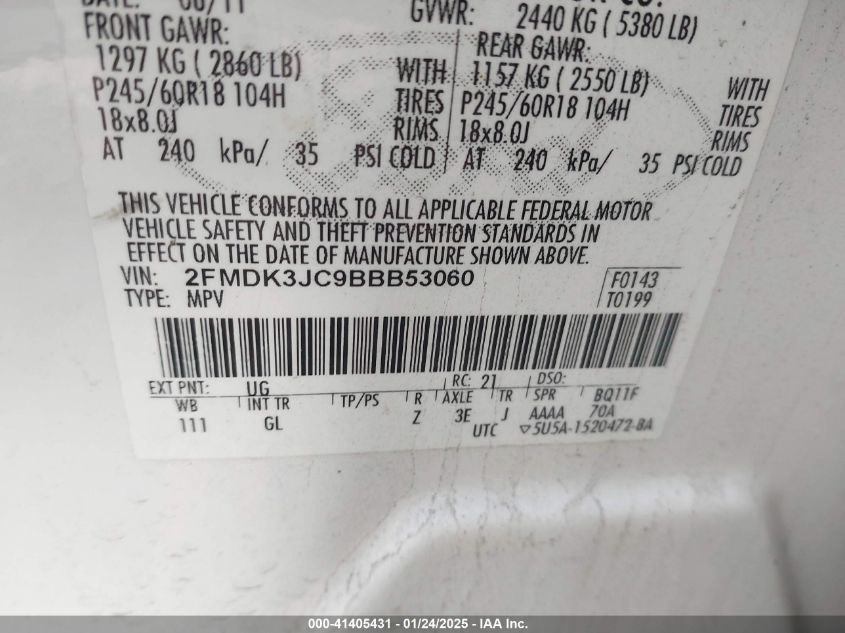 DATE: 06/11
GVWR: 2440 KG ( 5380 LB)
FRONT GAWR:
1297 KG ( 2860 LB)
WITH
P245/60R18 104H
TIRES
18x8.0J
RIMS
AT 240 kPa/ 35 PSI COLD
REAR GAWR:
1157 KG ( 2550 LB)
WITH
P245/60R18 104H
TIRES
18x8.0J
RIMS
AT 240 kPa/ 35 PSI COLD
THIS VEHICLE CONFORMS TO ALL APPLICABLE FEDERAL MOTOR
VEHICLE SAFETY AND THEFT PREVENTION STANDARDS IN
EFFECT ON THE DATE OF MANUFACTURE SHOWN ABOVE.
VIN: 2FMDK3JC9BBB53060
F0143
TYPE: MPV
T0199
EXT PNT: UG RC: 21 DSO:
WB INT TR TP/PS R AXLE TR SPR BQ11F
111 GL Z 3E J AAAA 70A
UTC ▽5U5A-1520472-BA
000-41405431 - 01/24/2025 - IAA Inc.